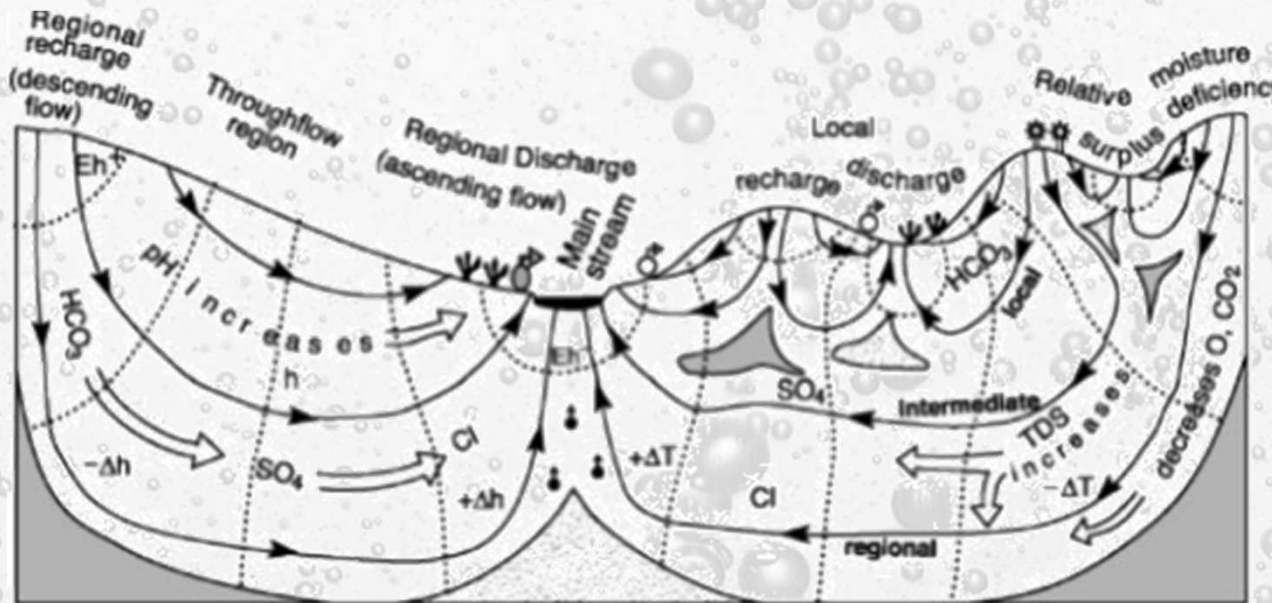 Regional
recharge
(descending
flow)
Throughflow
region
Regional Discharge
(ascending flow)
Main
stream
Local
recharge
discharge
Relative
surplus
moisture
deficiency
Eh
pH increases
HCO3
h
-Δh
SO4
Cl
+Δh
Eh
+ΔT
SO4
Cl
HCO3
local
Intermediate
TDS
increases
-ΔT
regional
decreases O, CO2